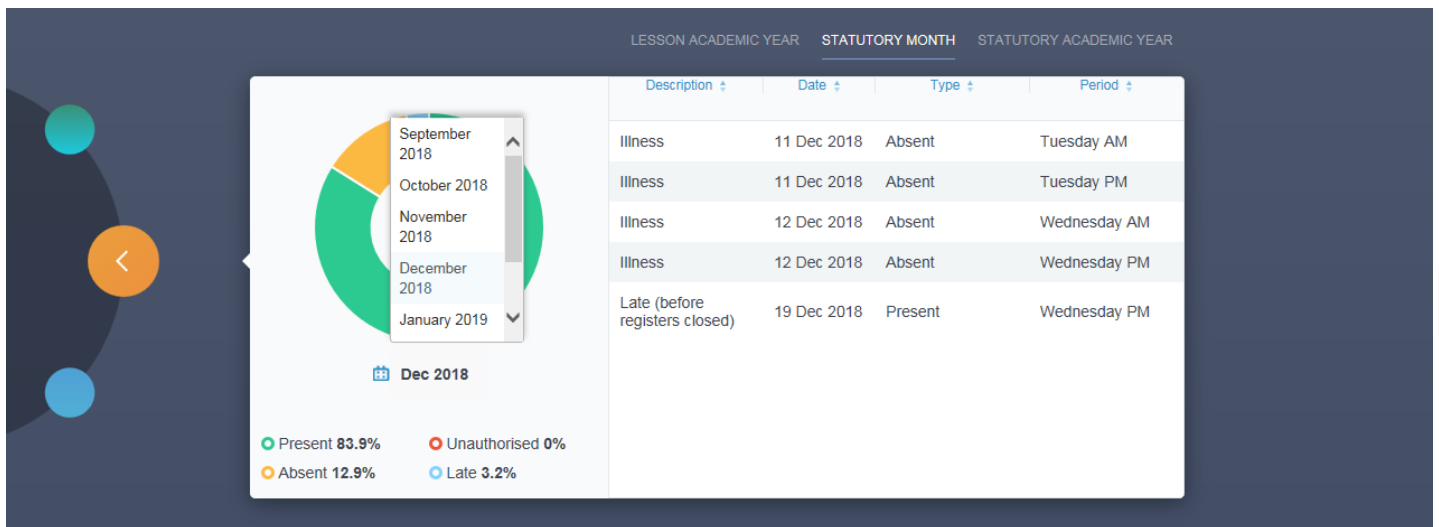 LESSON ACADEMIC YEAR STATUTORY MONTH STATUTORY ACADEMIC YEAR
Description Date Type Period
September
2018
October 2018
November
2018
December
2018
January 2019
Dec 2018
Present 83.9% Unauthorised 0%
Absent 12.9% Late 3.2%
Illness 11 Dec 2018 Absent Tuesday AM
Illness 11 Dec 2018 Absent Tuesday PM
Illness 12 Dec 2018 Absent Wednesday AM
Illness 12 Dec 2018 Absent Wednesday PM
Late (before
registers closed) 19 Dec 2018 Present Wednesday PM